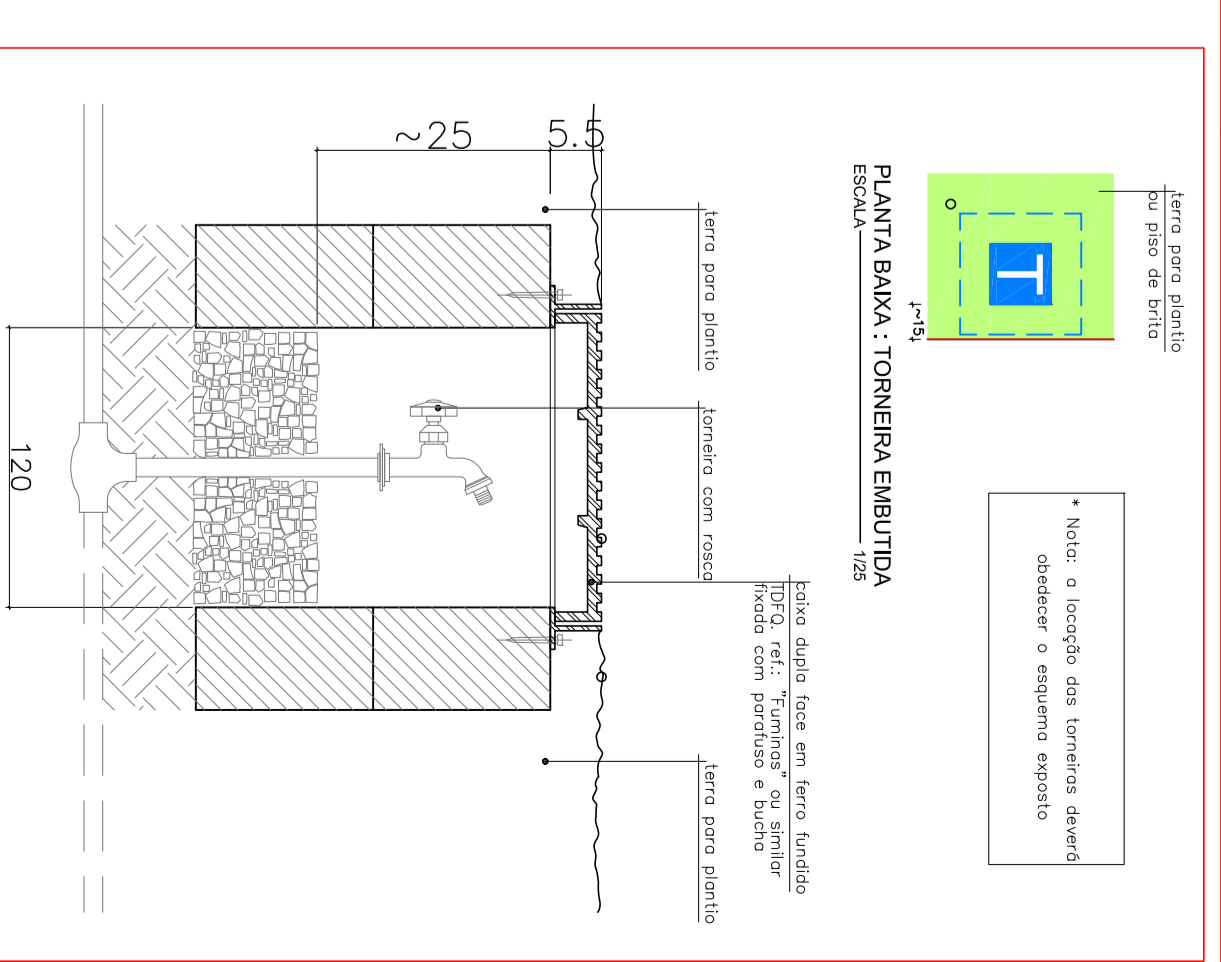 terra para plantio
ou piso de brita
~15
T
PLANTA BAIXA : TORNEIRA EMBUTIDA
ESCALA 1/25
* Nota: a locação das torneiras deverá
obedecer o esquema exposto
caixa dupla face em ferro fundido
TDFQ. ref.: "Fuminas" ou similar
fixada com parafuso e bucha
terra para plantio
torneira com rosca
terra para plantio
~25
5.5
120